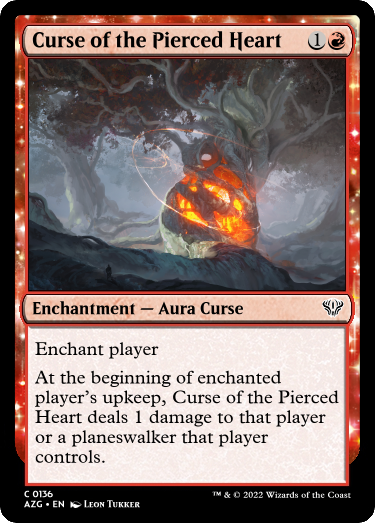 Curse of the Pierced Heart 1
Enchantment — Aura Curse
Enchant player
At the beginning of enchanted
player's upkeep, Curse of the Pierced
Heart deals 1 damage to that player
or a planeswalker that player
controls.
C 0136
AZG • EN Leon Tukker
™ & © 2022 Wizards of the Coast